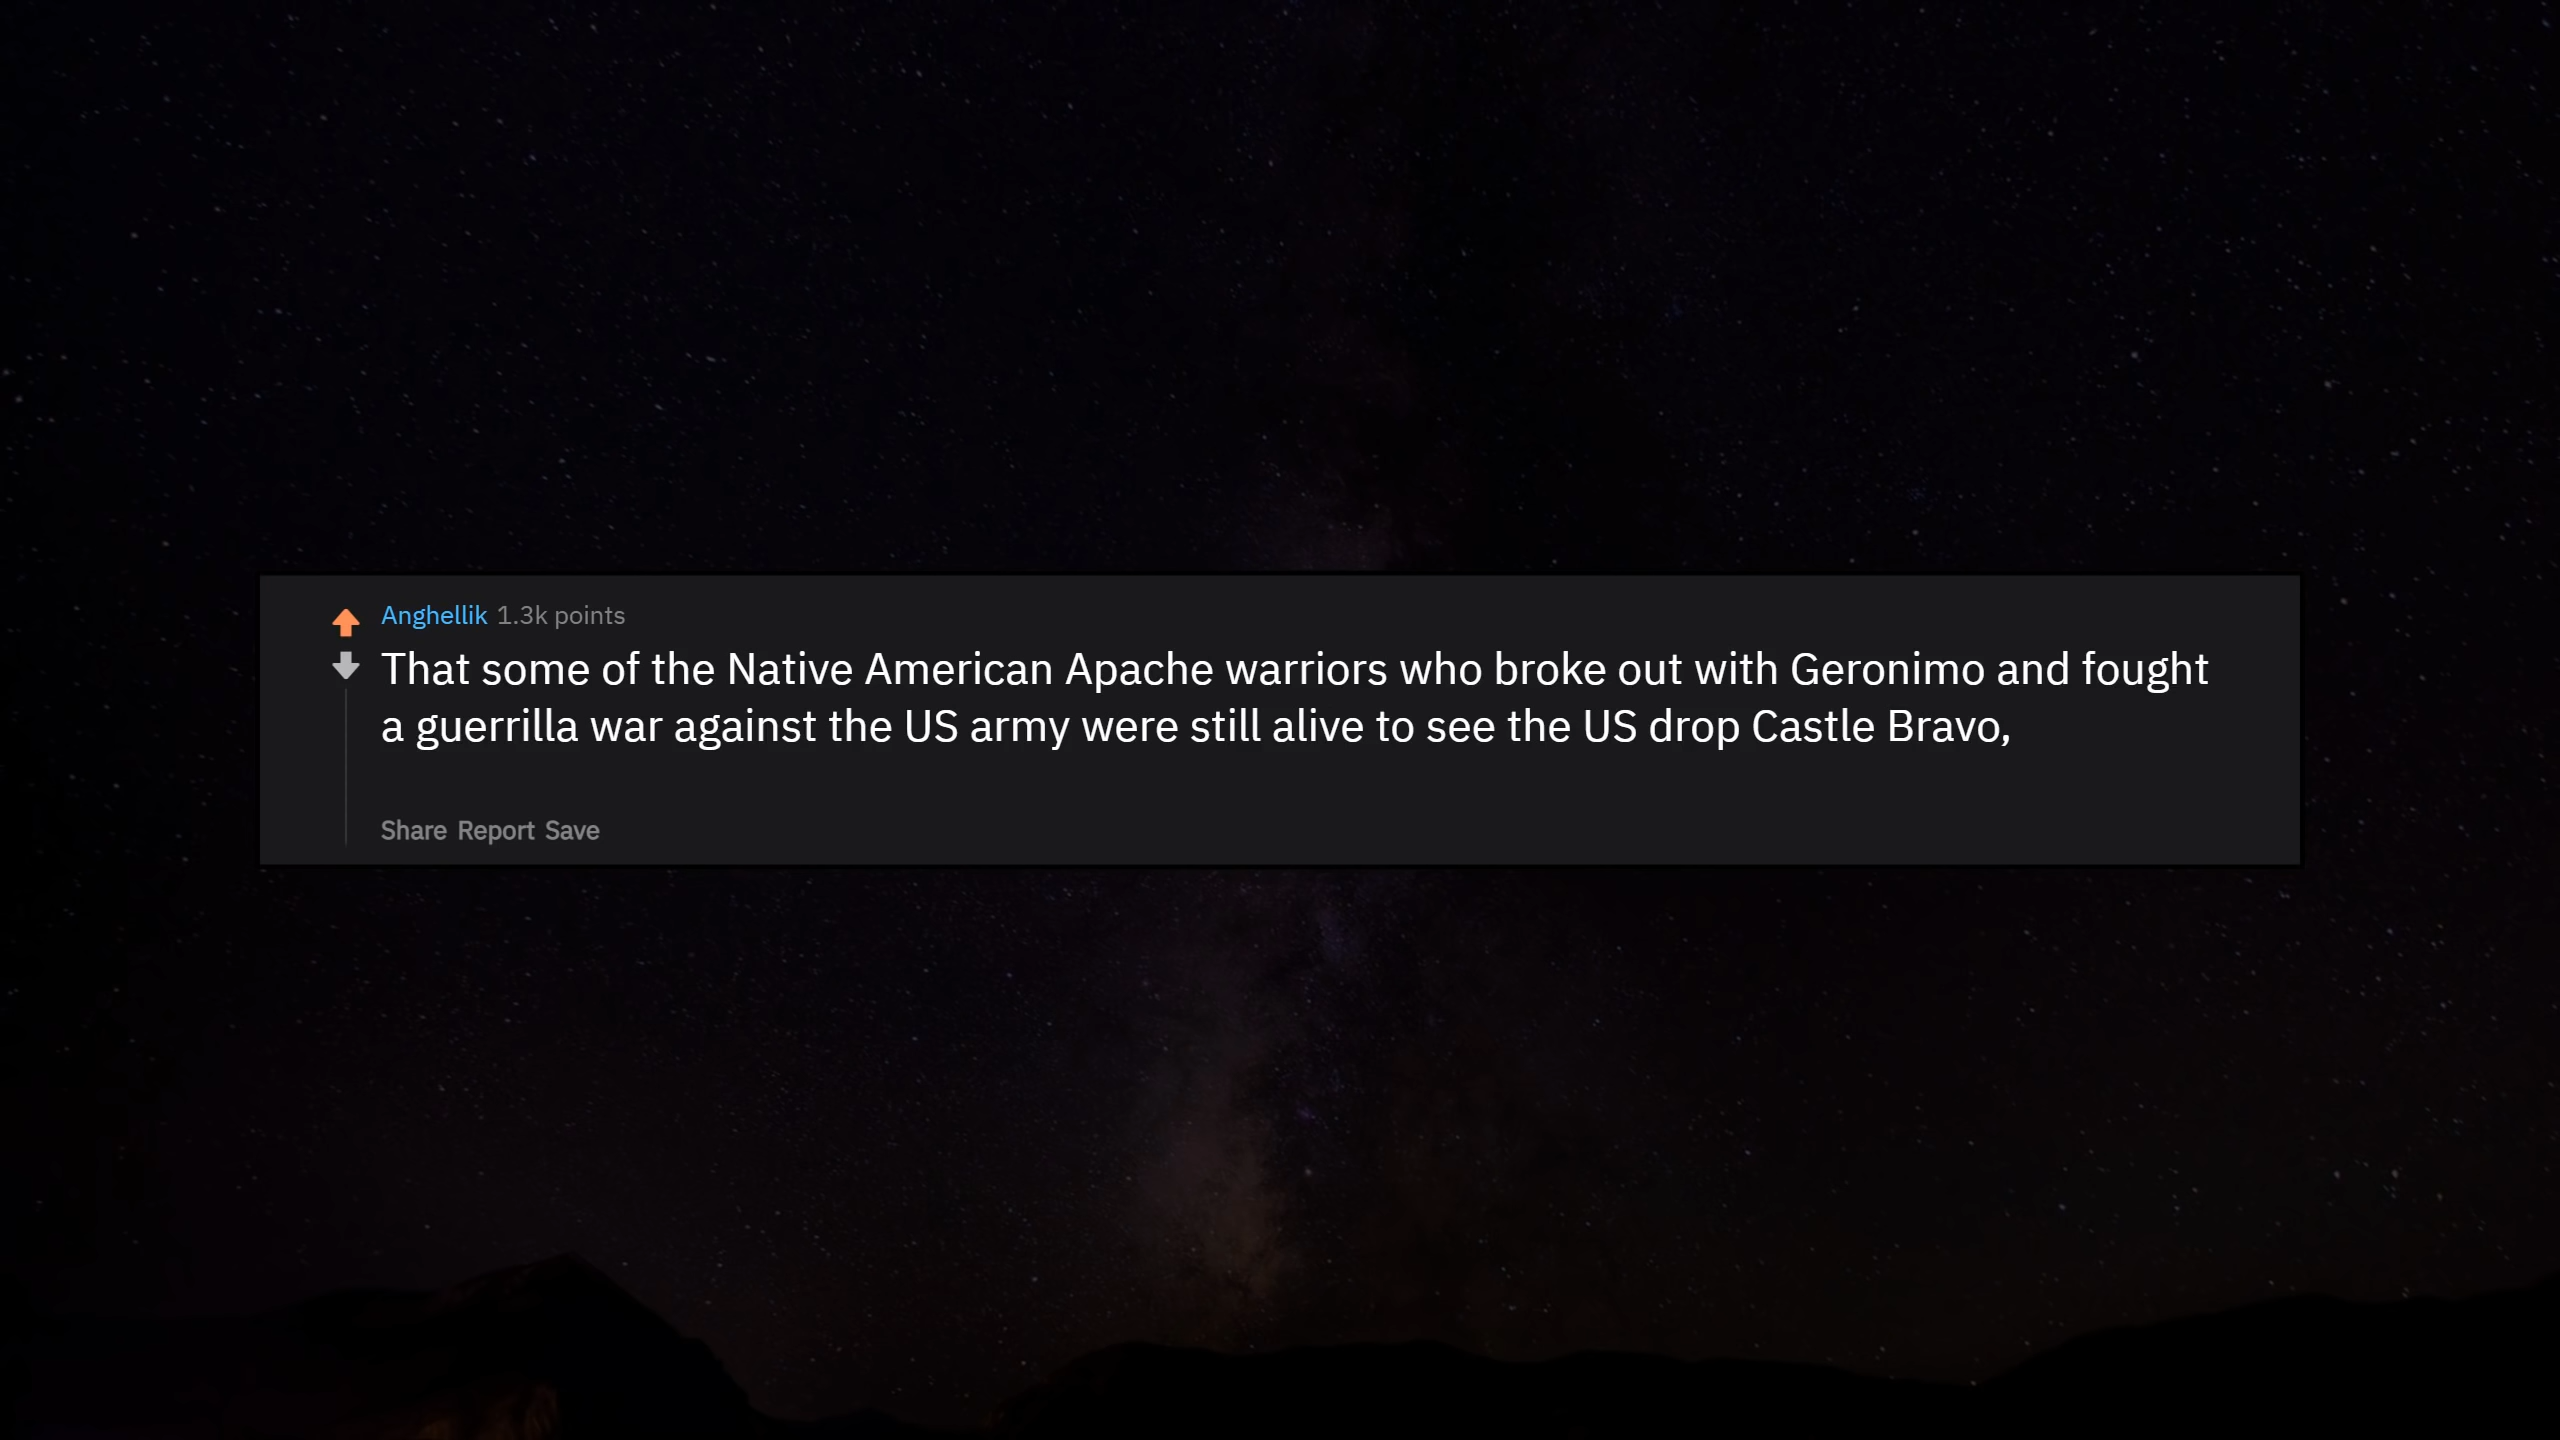 Anghellik 1.3k points
That some of the Native American Apache warriors who broke out with Geronimo and fought
a guerrilla war against the US army were still alive to see the US drop Castle Bravo,
Share Report Save